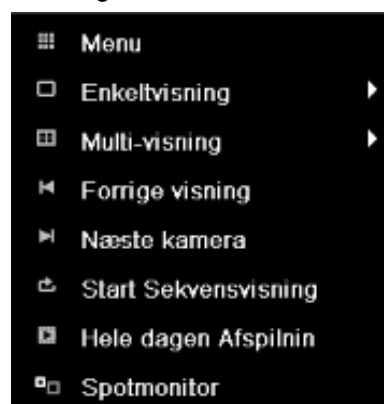 Menu
Enkeltvisning
Multi-visning
Forrige visning
Næste kamera
Start Sekvensvisning
Hele dagen Afspilnin
Spotmonitor